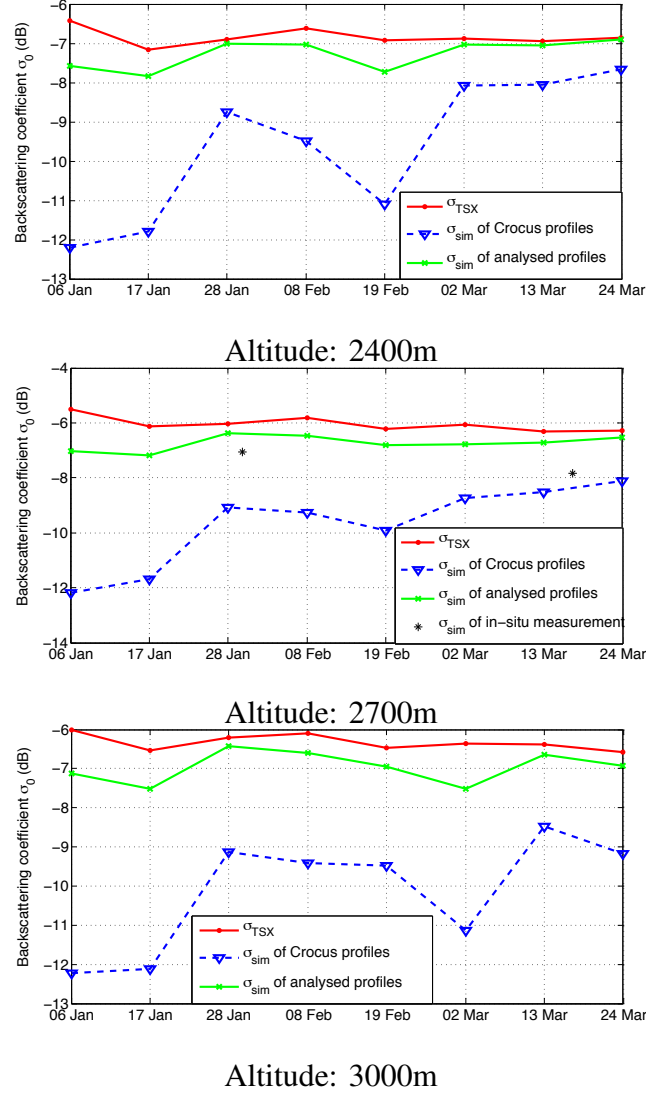 Backscattering coefficient σ0 (dB)
−6
−7
−8
−9
−10
−11
−12
−13
σTSX
σsim of Crocus profiles
σsim of analysed profiles
06 Jan 17 Jan 28 Jan 08 Feb 19 Feb 02 Mar 13 Mar 24 Mar
Altitude: 2400m
Backscattering coefficient σ0 (dB)
−4
−6
−8
−10
−12
−14
σTSX
σsim of Crocus profiles
σsim of analysed profiles
σsim of in−situ measurement
06 Jan 17 Jan 28 Jan 08 Feb 19 Feb 02 Mar 13 Mar 24 Mar
Altitude: 2700m
Backscattering coefficient σ0 (dB)
−6
−7
−8
−9
−10
−11
−12
−13
σTSX
σsim of Crocus profiles
σsim of analysed profiles
06 Jan 17 Jan 28 Jan 08 Feb 19 Feb 02 Mar 13 Mar 24 Mar
Altitude: 3000m